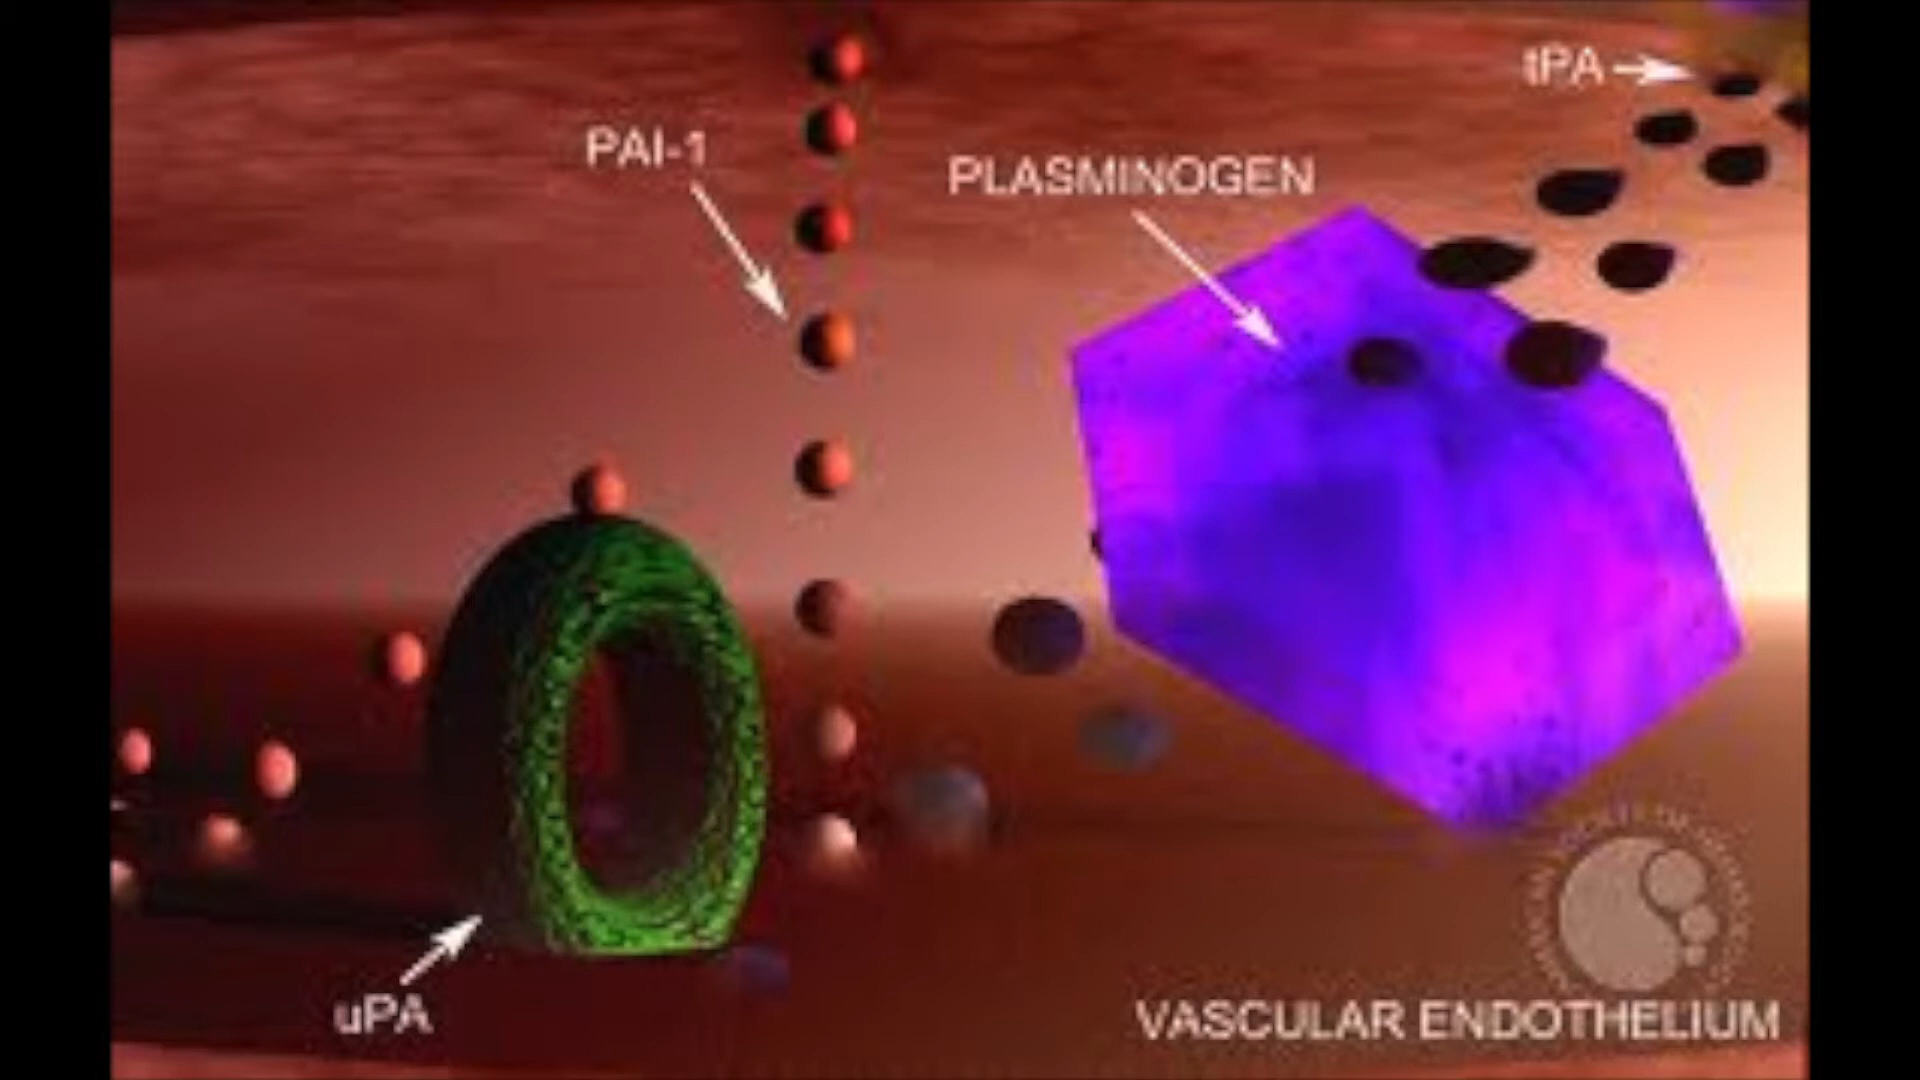 tPA
PAI-1
PLASMINOGEN
uPA
VASCULAR ENDOTHELIUM